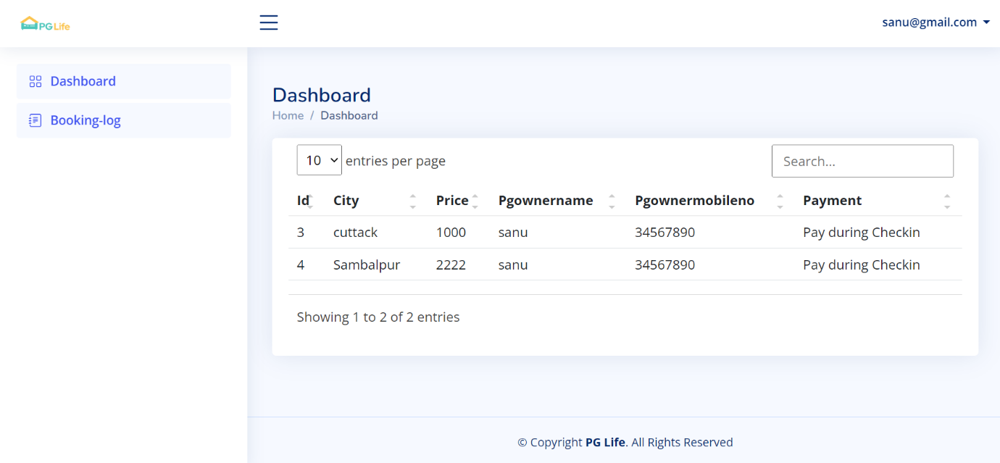 PG Life
sanu@gmail.com
Dashboard
Booking-log
Dashboard
Home / Dashboard
10 entries per page
Search...
Id City Price Pgownername Pgownermobileno Payment
3 cuttack 1000 sanu 34567890 Pay during Checkin
4 Sambalpur 2222 sanu 34567890 Pay during Checkin
Showing 1 to 2 of 2 entries
© Copyright PG Life. All Rights Reserved